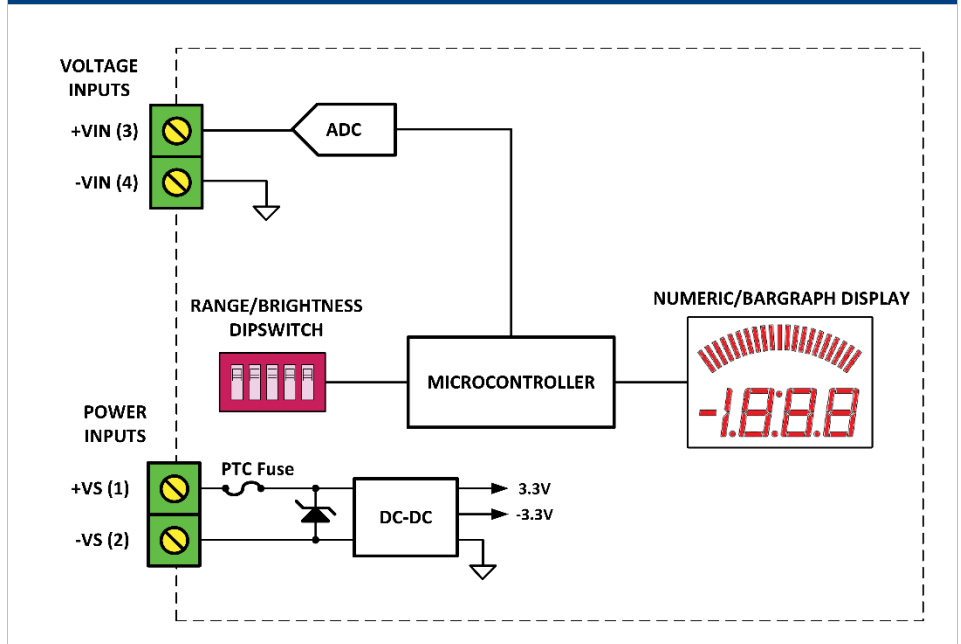 VOLTAGE
INPUTS
+VIN (3)
-VIN (4)
ADC
RANGE/BRIGHTNESS
DIPSWITCH
MICROCONTROLLER
NUMERIC/BARGRAPH DISPLAY
-1.8:8.8
POWER
INPUTS
+VS (1)
-VS (2)
PTC Fuse
DC-DC
3.3V
-3.3V